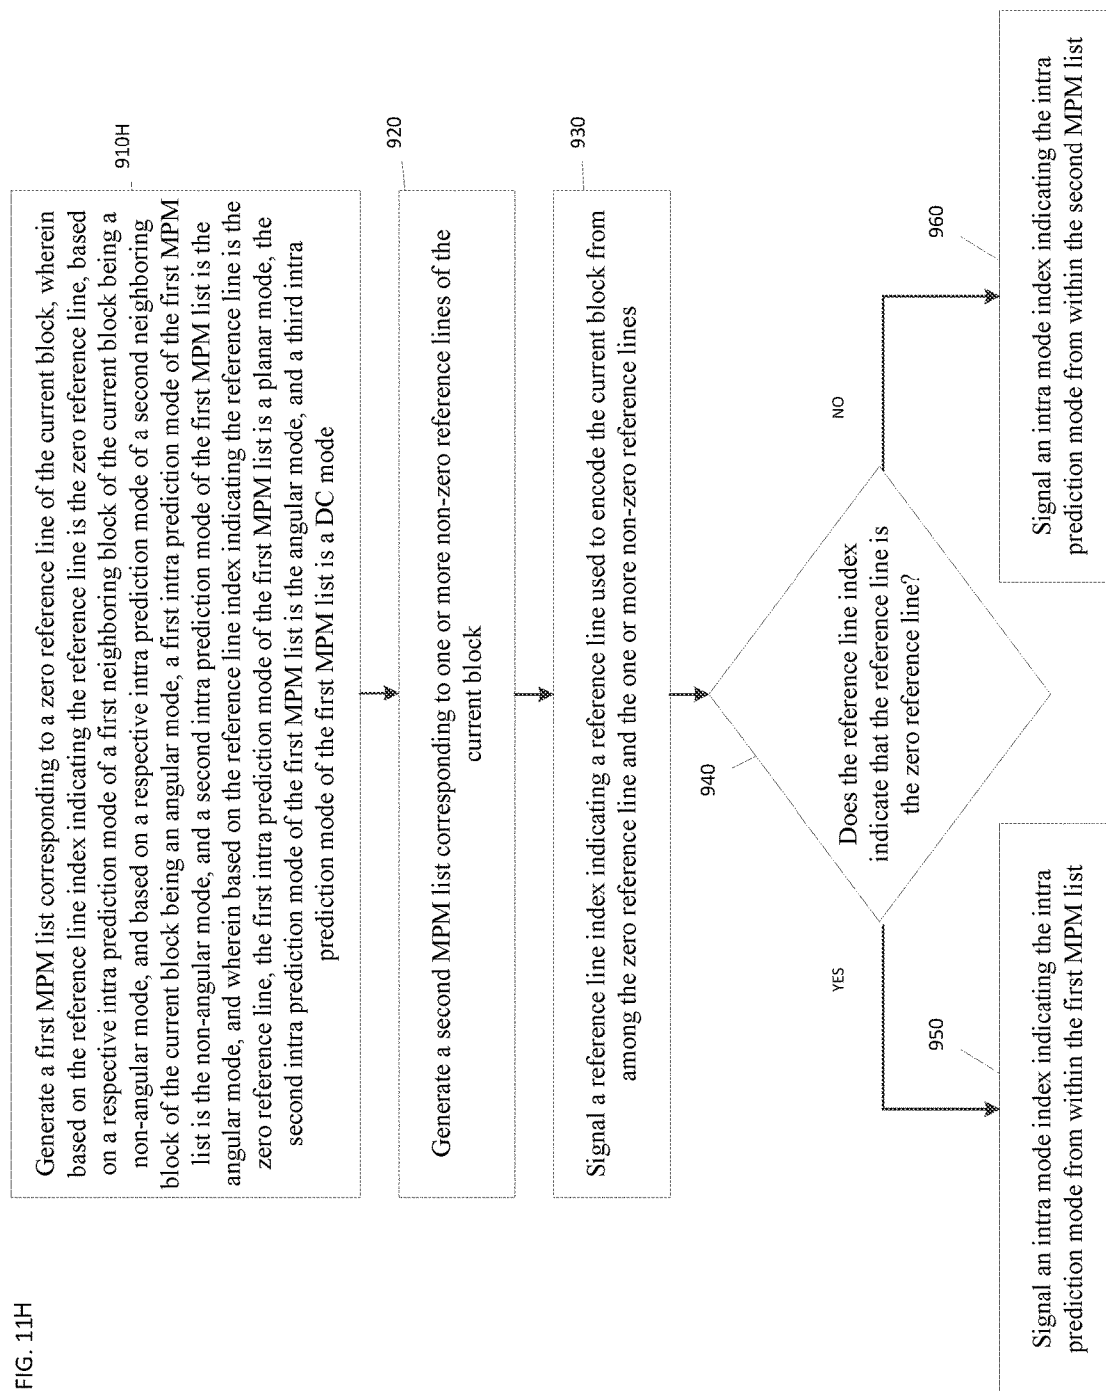 FIG. 11H
910H
Generate a first MPM list corresponding to a zero reference line of the current block, wherein
based on the reference line index indicating the reference line is the zero reference line, based
on a respective intra prediction mode of a first neighboring block of the current block being a
non-angular mode, and based on a respective intra prediction mode of a second neighboring
block of the current block being an angular mode, a first intra prediction mode of the first MPM
list is the non-angular mode, and a second intra prediction mode of the first MPM list is the
angular mode, and wherein based on the reference line index indicating the reference line is the
zero reference line, the first intra prediction mode of the first MPM list is a planar mode, the
second intra prediction mode of the first MPM list is the angular mode, and a third intra
prediction mode of the first MPM list is a DC mode
920
Generate a second MPM list corresponding to one or more non-zero reference lines of the
current block
930
Signal a reference line index indicating a reference line used to encode the current block from
among the zero reference line and the one or more non-zero reference lines
940
Does the reference line index
indicate that the reference line is
the zero reference line?
YES
NO
950
Signal an intra mode index indicating the intra
prediction mode from within the first MPM list
960
Signal an intra mode index indicating the intra
prediction mode from within the second MPM list